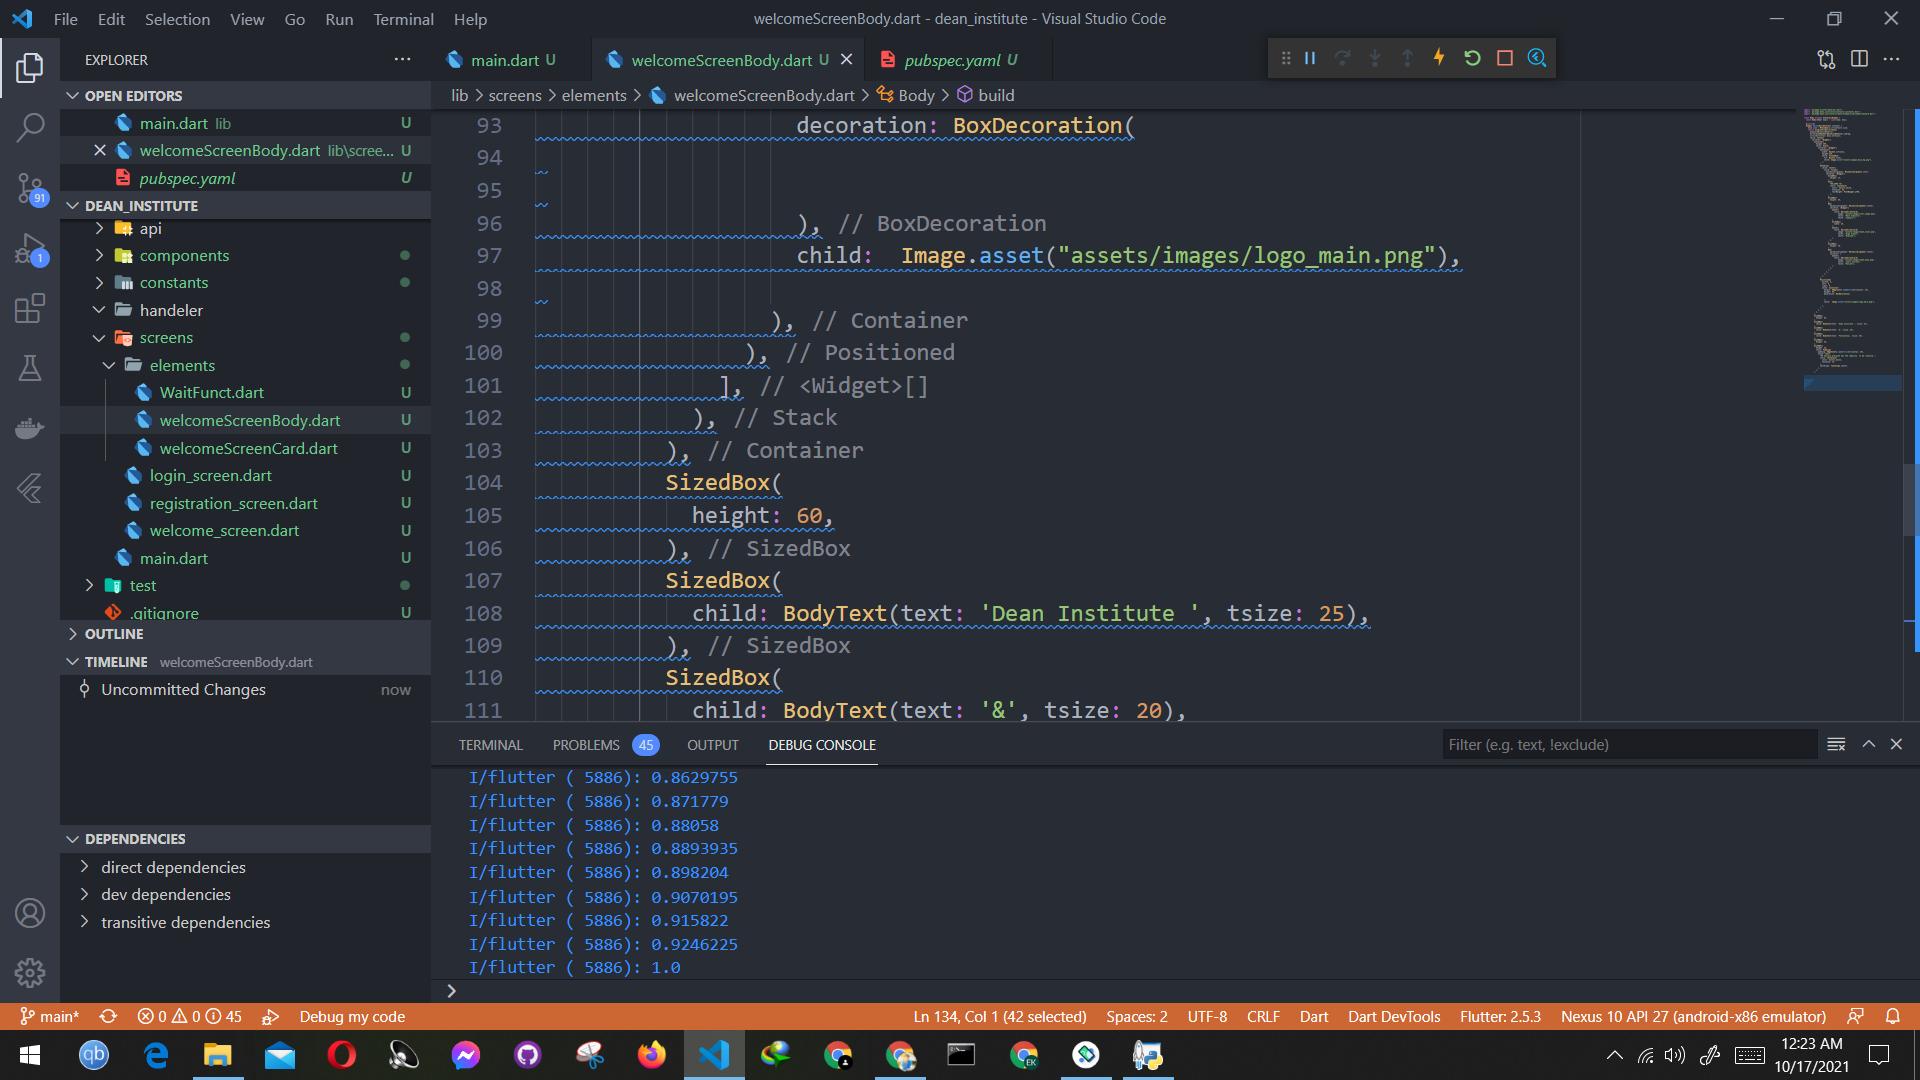 File Edit Selection View Go Run Terminal Help
welcomeScreenBody.dart - dean_institute - Visual Studio Code
EXPLORER
main.dart U
welcomeScreenBody.dart U
pubspec.yaml U
OPEN EDITORS
main.dart lib U
welcomeScreenBody.dart lib\scree... U
pubspec.yaml U
DEAN_INSTITUTE
api
components
constants
handeler
screens
elements
WaitFunct.dart U
welcomeScreenBody.dart U
welcomeScreenCard.dart U
login_screen.dart U
registration_screen.dart U
welcome_screen.dart U
main.dart U
test
.gitignore U
OUTLINE
TIMELINE welcomeScreenBody.dart
Uncommitted Changes now
DEPENDENCIES
direct dependencies
dev dependencies
transitive dependencies
91
1
lib > screens > elements > welcomeScreenBody.dart > Body > build
93 decoration: BoxDecoration(
94
95
96 ), // BoxDecoration
97 child: Image.asset("assets/images/logo_main.png"),
98
99 ), // Container
100 ), // Positioned
101 ], // <Widget>[]
102 ), // Stack
103 ), // Container
104 SizedBox(
105 height: 60,
106 ), // SizedBox
107 SizedBox(
108 child: BodyText(text: 'Dean Institute ', tsize: 25),
109 ), // SizedBox
110 SizedBox(
111 child: BodyText(text: '&', tsize: 20),
TERMINAL PROBLEMS 45 OUTPUT DEBUG CONSOLE
Filter (e.g. text, !exclude)
I/flutter ( 5886): 0.8629755
I/flutter ( 5886): 0.871779
I/flutter ( 5886): 0.88058
I/flutter ( 5886): 0.8893935
I/flutter ( 5886): 0.898204
I/flutter ( 5886): 0.9070195
I/flutter ( 5886): 0.915822
I/flutter ( 5886): 0.9246225
I/flutter ( 5886): 1.0
>
main* 0 0 45 Debug my code
Ln 134, Col 1 (42 selected) Spaces: 2 UTF-8 CRLF Dart Dart DevTools Flutter: 2.5.3 Nexus 10 API 27 (android-x86 emulator)
qb
EK
12:23 AM
10/17/2021